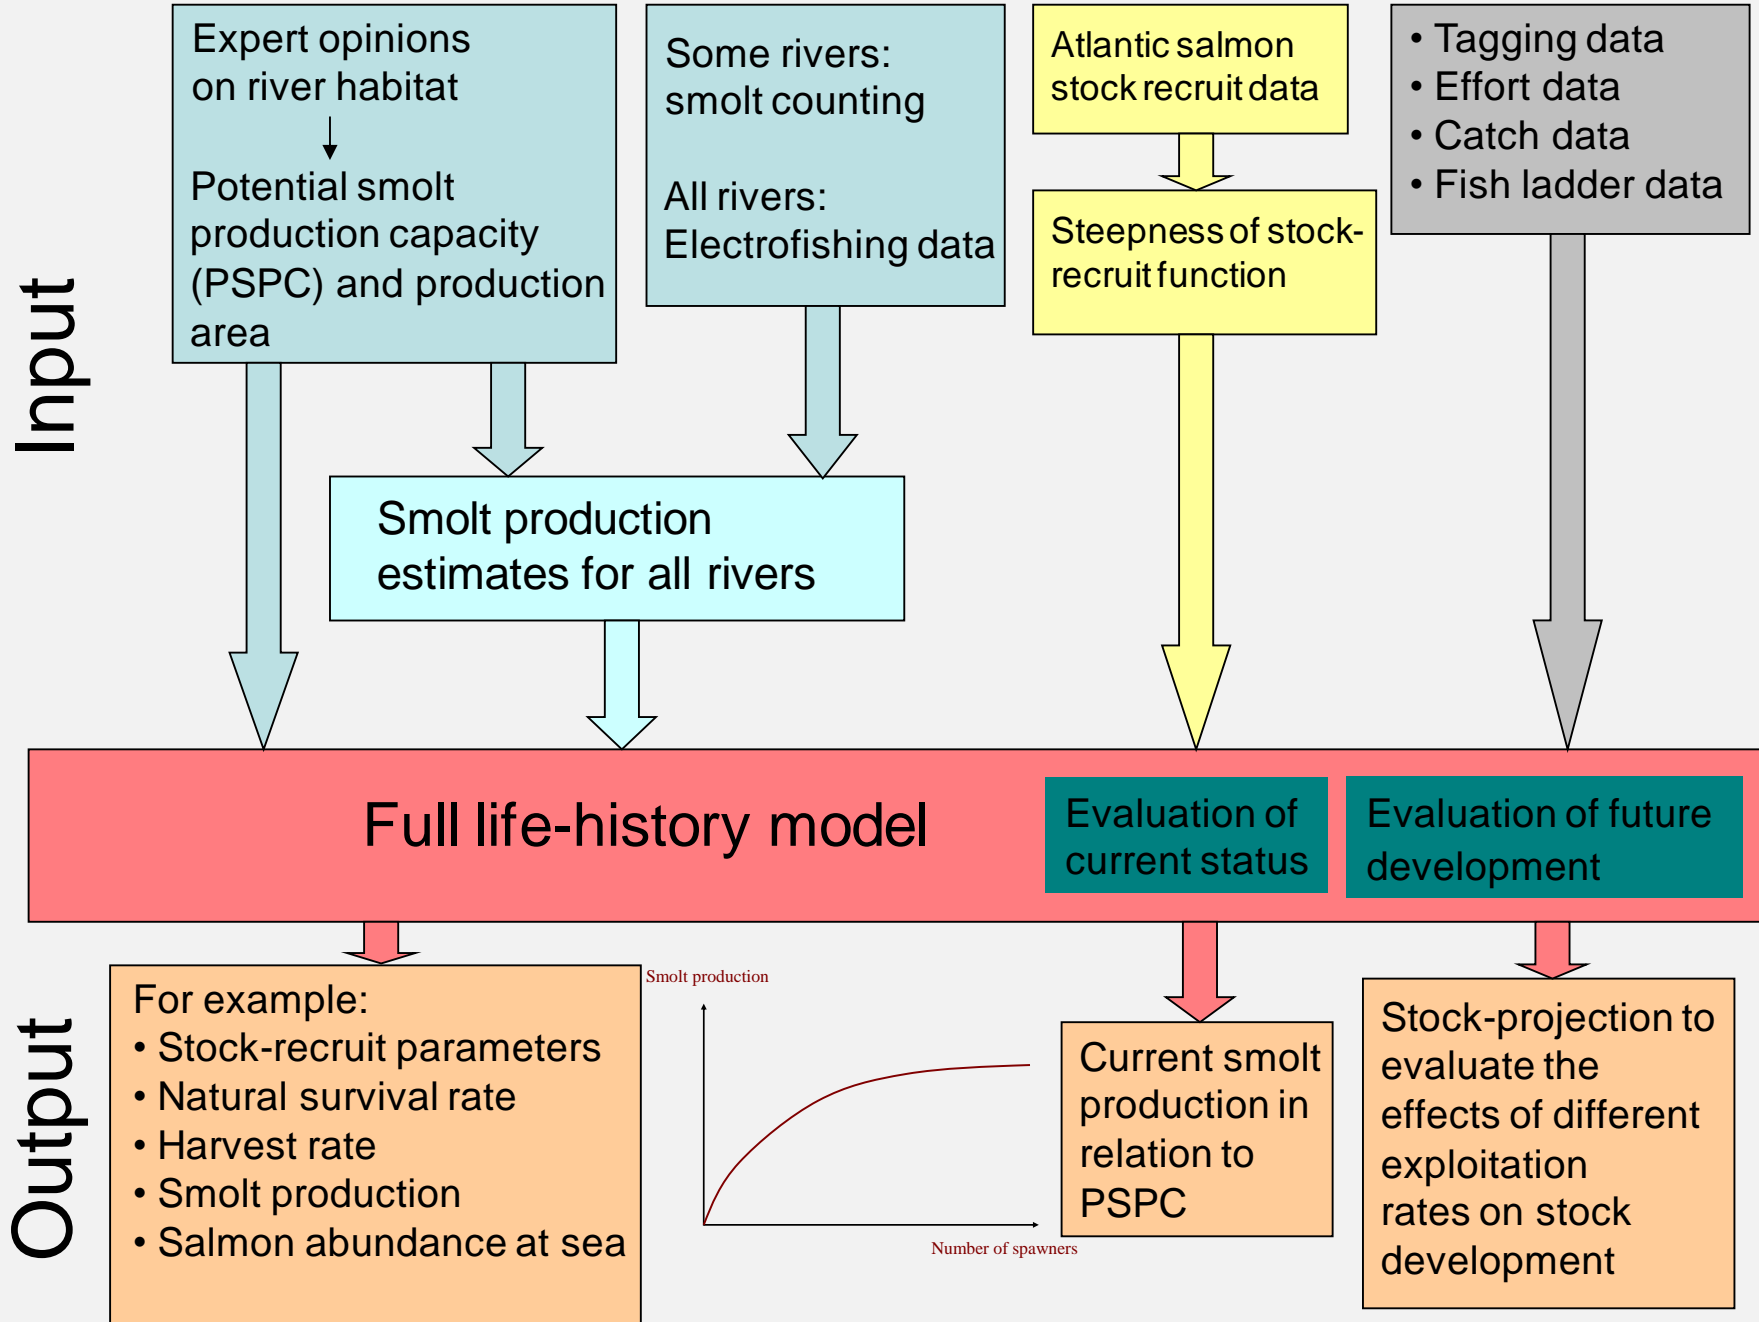 Input
Expert opinions
on river habitat
Potential smolt
production capacity
(PSPC) and production
area
Some rivers:
smolt counting
All rivers:
Electrofishing data
Atlantic salmon
stock recruit data
Steepness of stock-
recruit function
• Tagging data
• Effort data
• Catch data
• Fish ladder data
Smolt production
estimates for all rivers
Full life-history model
Evaluation of
current status
Evaluation of future
development
Output
For example:
• Stock-recruit parameters
• Natural survival rate
• Harvest rate
• Smolt production
• Salmon abundance at sea
Smolt production
Number of spawners
Current smolt
production in
relation to
PSPC
Stock-projection to
evaluate the
effects of different
exploitation
rates on stock
development